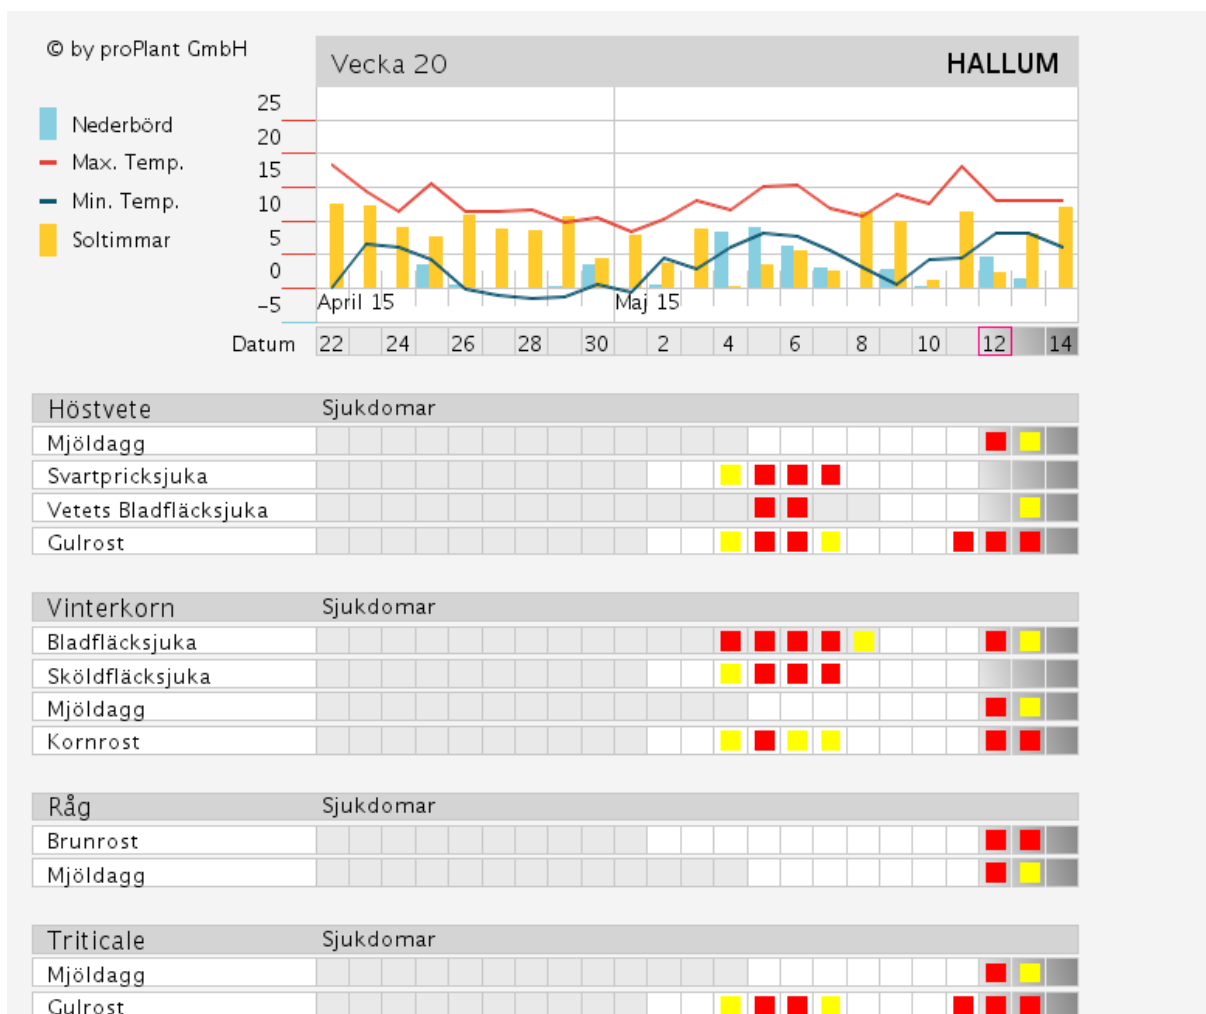 © by proPlant GmbH
Vecka 20 HALLUM
Nederbörd
Max. Temp.
Min. Temp.
Soltimmar
25
20
15
10
5
0
-5
April 15 Maj 15
Datum 22 24 26 28 30 2 4 6 8 10 12 14
Höstvete Sjukdomar
Mjöldagg
Svartpricksjuka
Vetets Bladfläcksjuka
Gulrost
Vinterkorn Sjukdomar
Bladfläcksjuka
Sköldfläcksjuka
Mjöldagg
Kornrost
Råg Sjukdomar
Brunrost
Mjöldagg
Triticale Sjukdomar
Mjöldagg
Gulrost